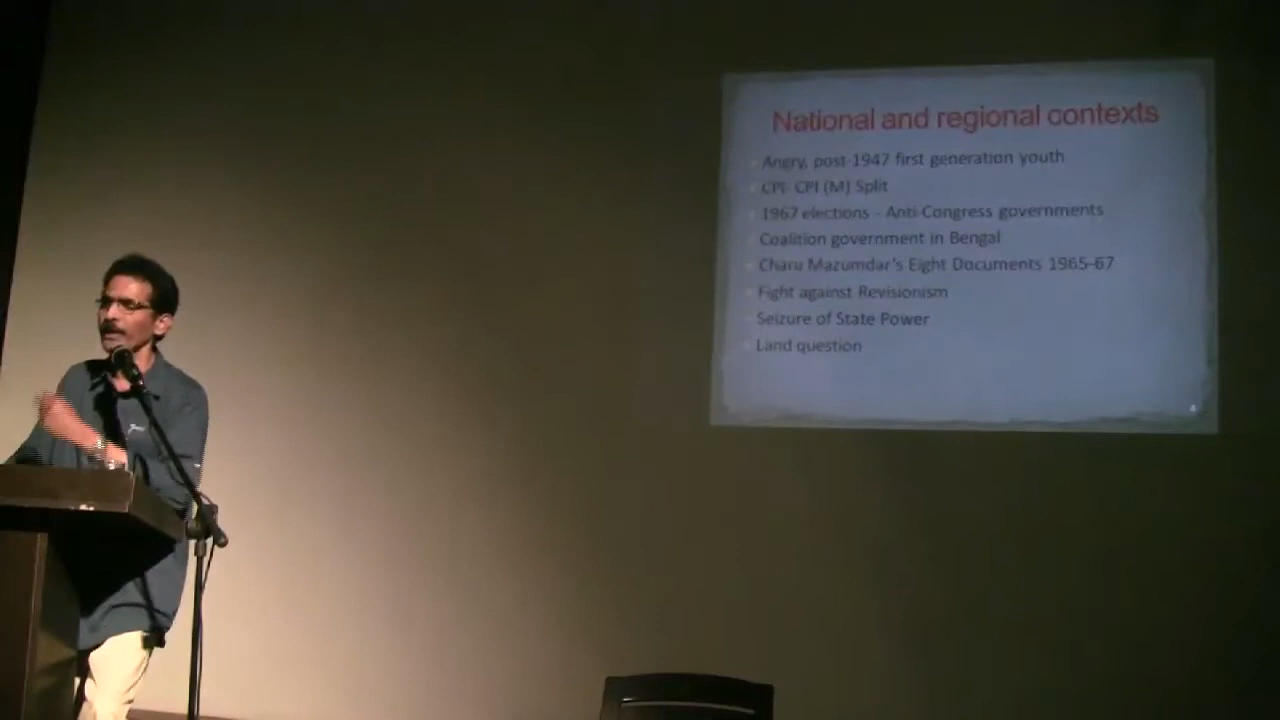 National and regional contexts
Angry, post-1947 first generation youth
CPI- CPI (M) Split
1967 elections - Anti-Congress governments
Coalition government in Bengal
Charu Mazumdar's Eight Documents 1965-67
Fight against Revisionism
Seizure of State Power
Land question